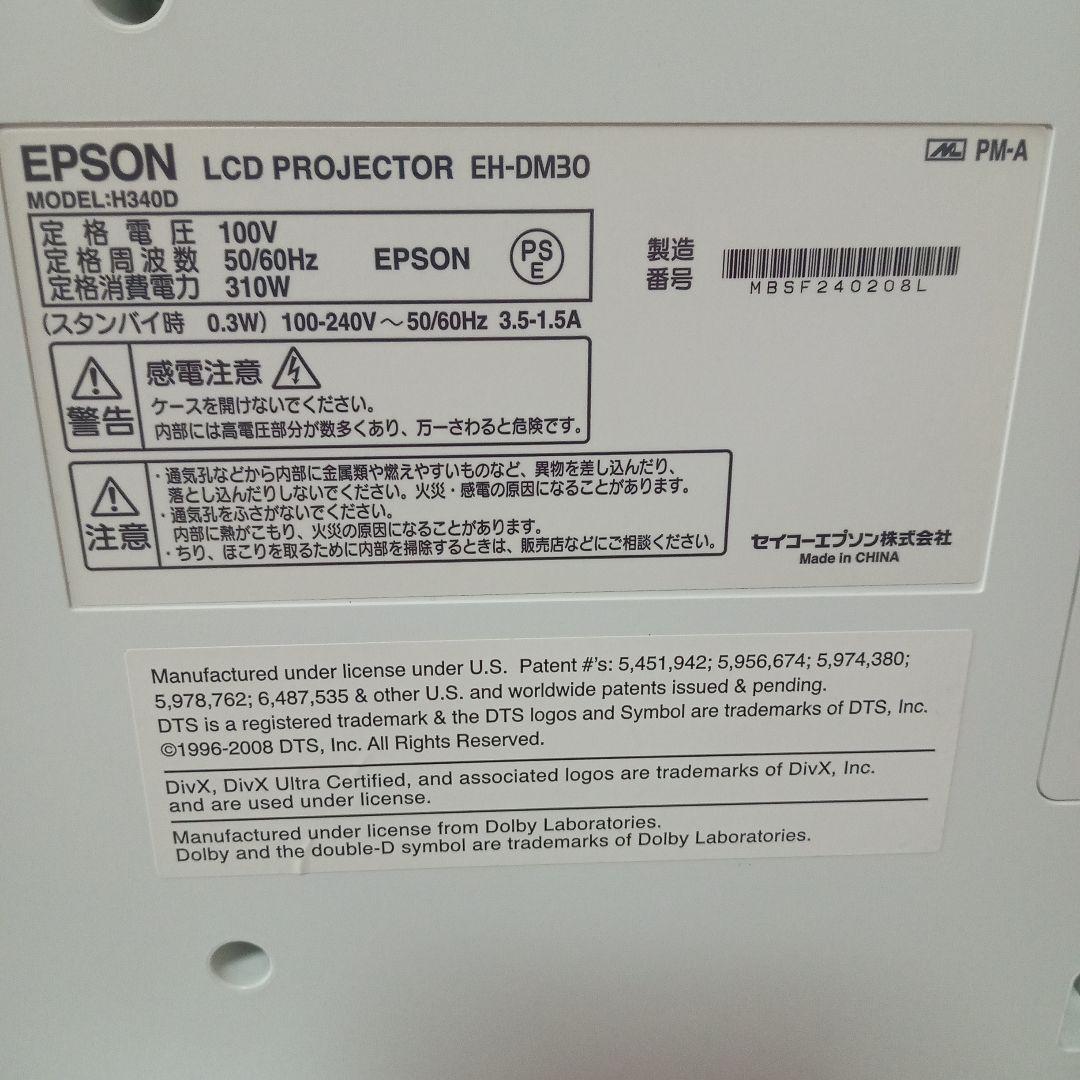 EPSON LCD PROJECTOR EH-DM30
ML PM-A
MODEL:H340D
定格電圧 100V
定格周波数 50/60Hz
定格消費電力 310W
EPSON
PS
E
製造
番号
MBSF240208L
(スタンバイ時 0.3W) 100-240V～50/60Hz 3.5-1.5A
警告
感電注意
ケースを開けないでください。
内部には高電圧部分が数多くあり、万一さわると危険です。
注意
・通気孔などから内部に金属類や燃えやすいものなど、異物を差し込んだり、
落とし込んだりしないでください。火災・感電の原因になることがあります。
・通気孔をふさがないでください。
内部に熱がこもり、火災の原因になることがあります。
・ちり、ほこりを取るために内部を掃除するときは、販売店などにご相談ください。
セイコーエプソン株式会社
Made in CHINA
Manufactured under license under U.S. Patent #'s: 5,451,942; 5,956,674; 5,974,380;
5,978,762; 6,487,535 & other U.S. and worldwide patents issued & pending.
DTS is a registered trademark & the DTS logos and Symbol are trademarks of DTS, Inc.
©1996-2008 DTS, Inc. All Rights Reserved.
DivX, DivX Ultra Certified, and associated logos are trademarks of DivX, Inc.
and are used under license.
Manufactured under license from Dolby Laboratories.
Dolby and the double-D symbol are trademarks of Dolby Laboratories.